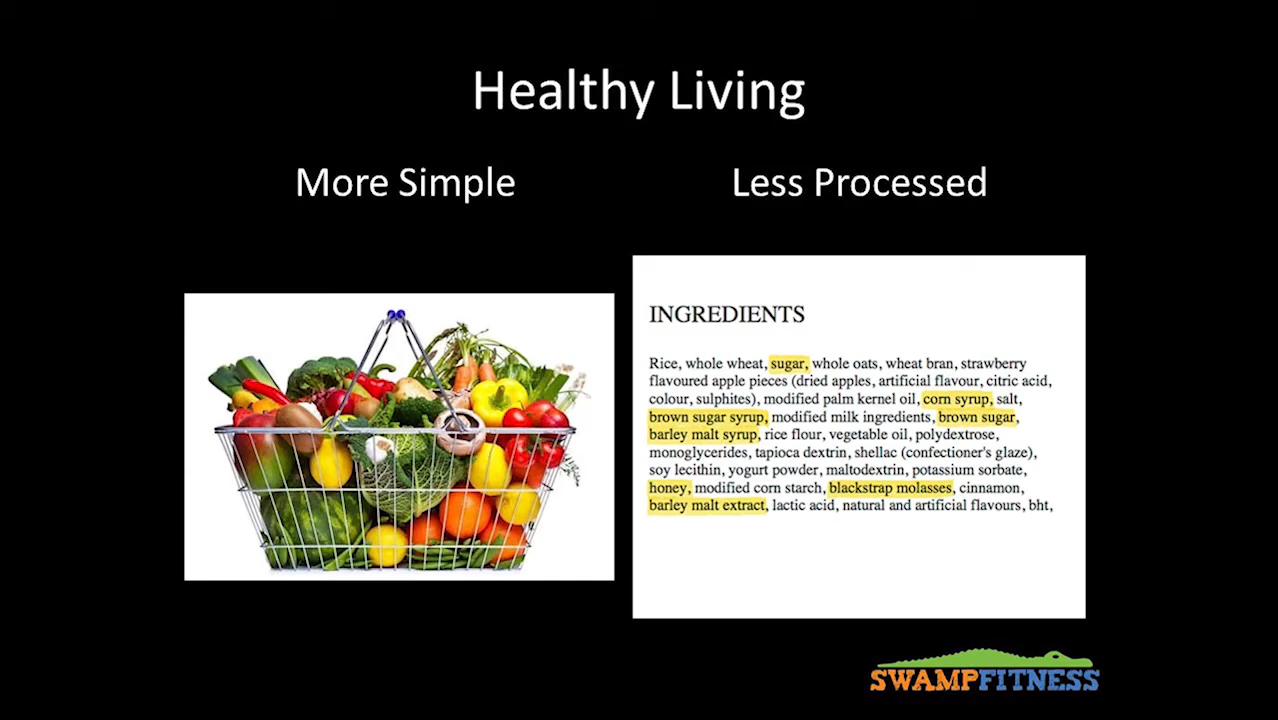 Healthy Living
More Simple
Less Processed
INGREDIENTS
Rice, whole wheat, sugar, whole oats, wheat bran, strawberry
flavoured apple pieces (dried apples, artificial flavour, citric acid,
colour, sulphites), modified palm kernel oil, corn syrup, salt,
brown sugar syrup, modified milk ingredients, brown sugar,
barley malt syrup, rice flour, vegetable oil, polydextrose,
monoglycerides, tapioca dextrin, shellac (confectioner's glaze),
soy lecithin, yogurt powder, maltodextrin, potassium sorbate,
honey, modified corn starch, blackstrap molasses, cinnamon,
barley malt extract, lactic acid, natural and artificial flavours, bht,
SWAMPFITNESS